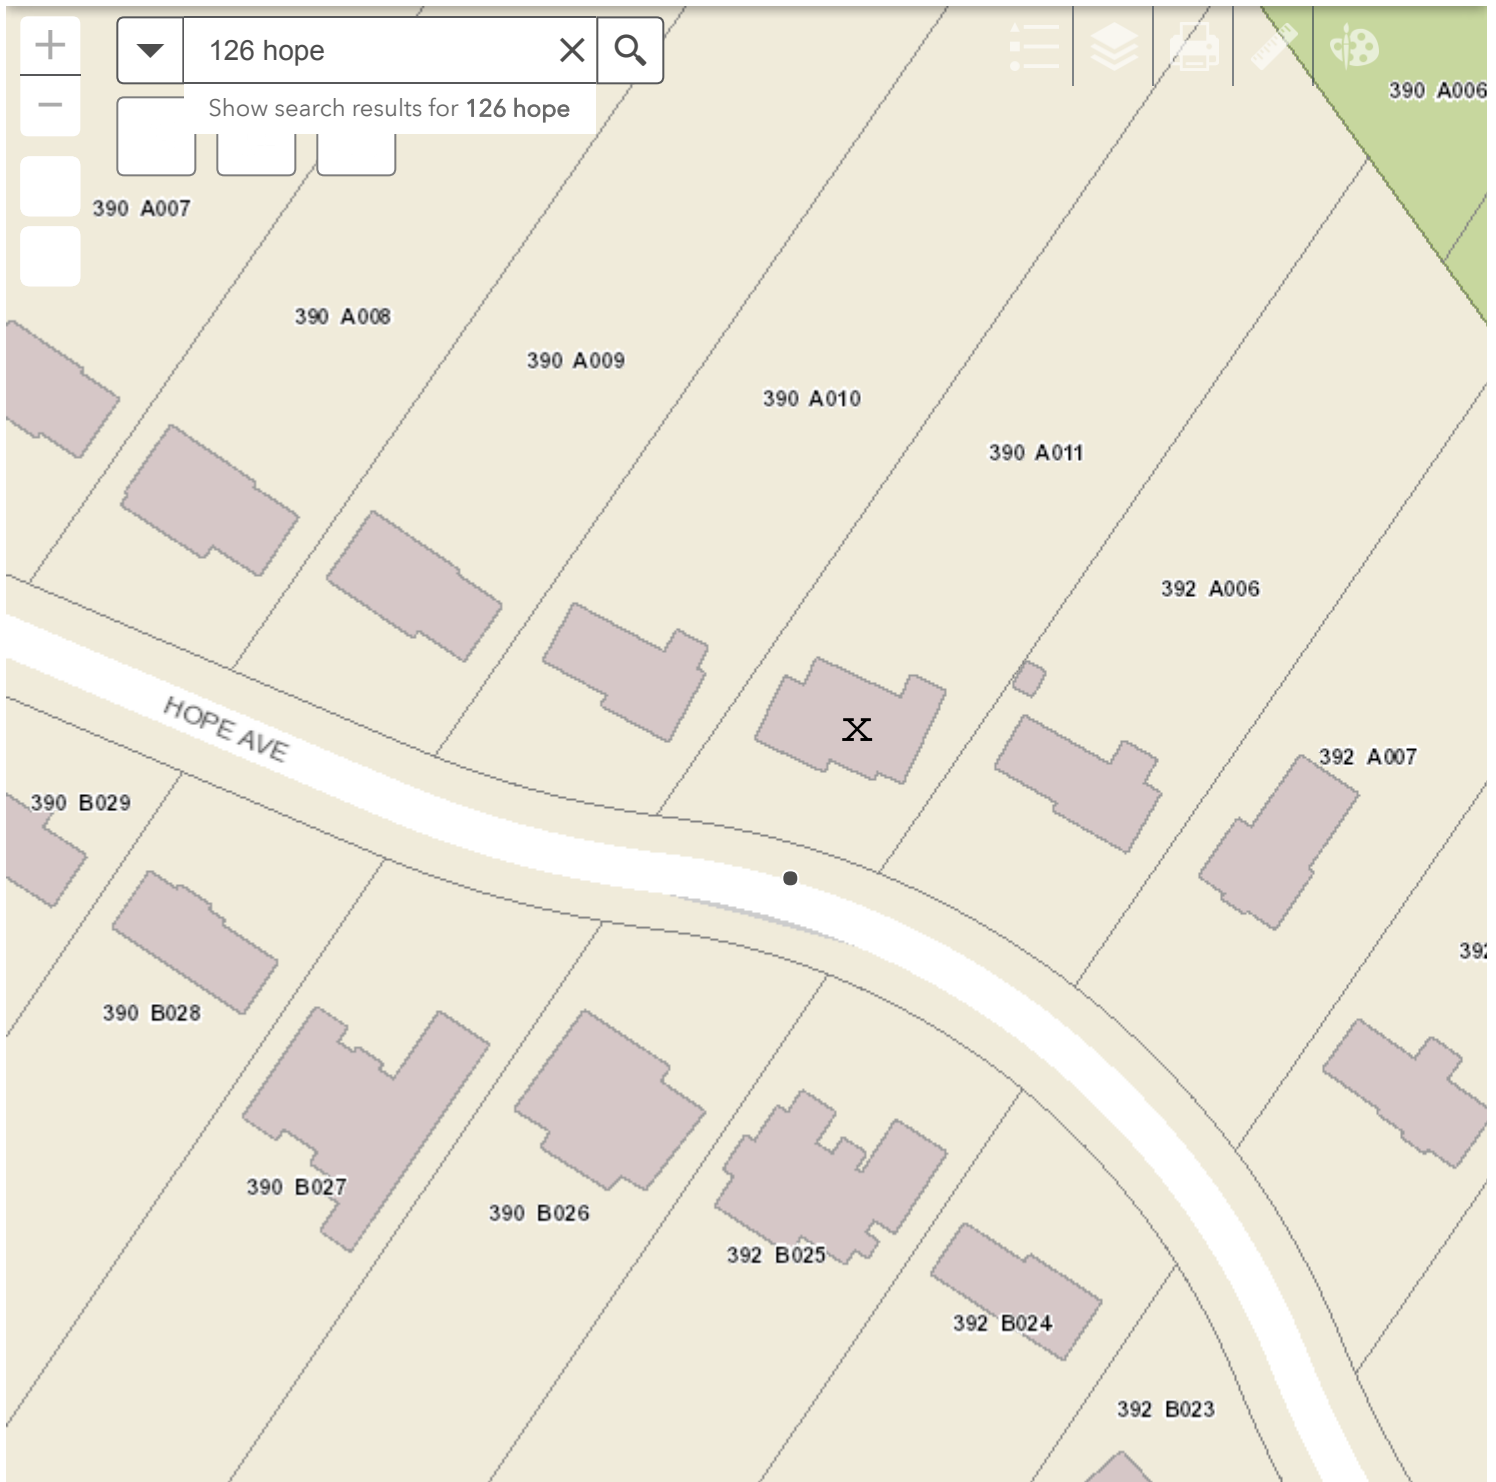 126 hope
Show search results for 126 hope
390 A006
390 A007
390 A008
390 A009
390 A010
390 A011
392 A006
HOPE AVE
X
392 A007
390 B029
392
390 B028
390 B027
390 B026
392 B025
392 B024
392 B023